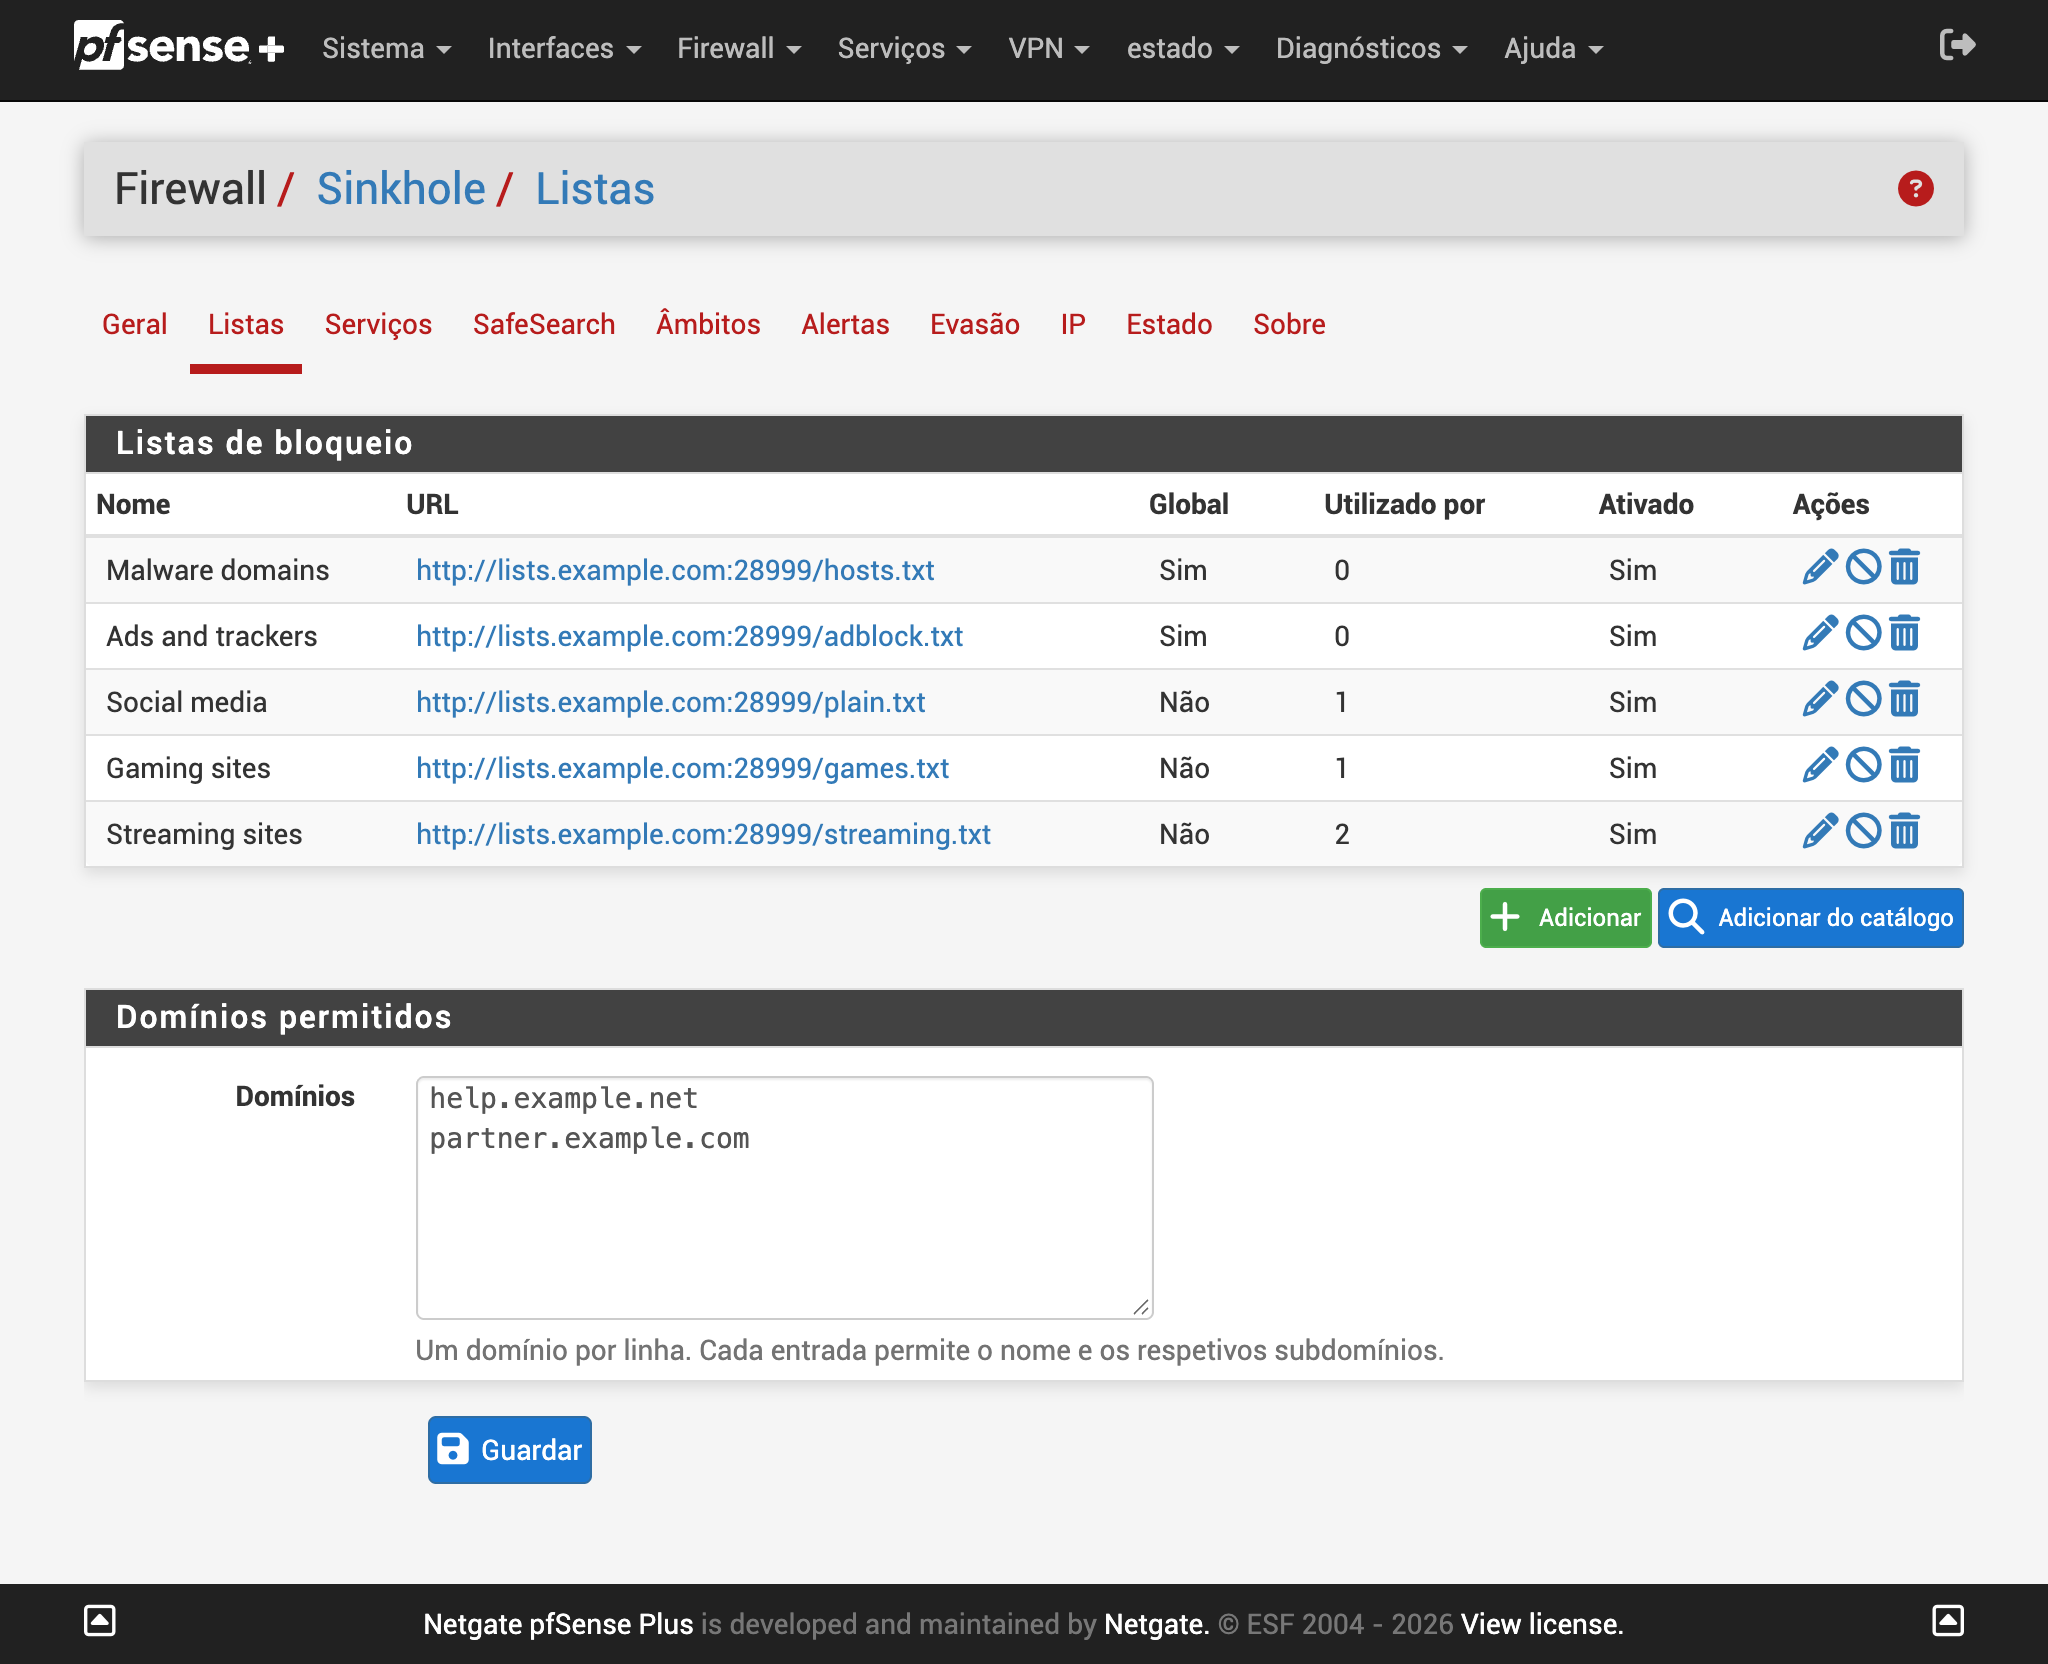 pfsense + Sistema Interfaces Firewall Serviços VPN estado Diagnósticos Ajuda
Firewall / Sinkhole / Listas
Geral Listas Serviços SafeSearch Âmbitos Alertas Evasão IP Estado Sobre
Listas de bloqueio
Nome URL Global Utilizado por Ativado Ações
Malware domains http://lists.example.com:28999/hosts.txt Sim 0 Sim
Ads and trackers http://lists.example.com:28999/adblock.txt Sim 0 Sim
Social media http://lists.example.com:28999/plain.txt Não 1 Sim
Gaming sites http://lists.example.com:28999/games.txt Não 1 Sim
Streaming sites http://lists.example.com:28999/streaming.txt Não 2 Sim
Adicionar Adicionar do catálogo
Domínios permitidos
Domínios help.example.net
partner.example.com
Um domínio por linha. Cada entrada permite o nome e os respetivos subdomínios.
Guardar
Netgate pfSense Plus is developed and maintained by Netgate. © ESF 2004 - 2026 View license.